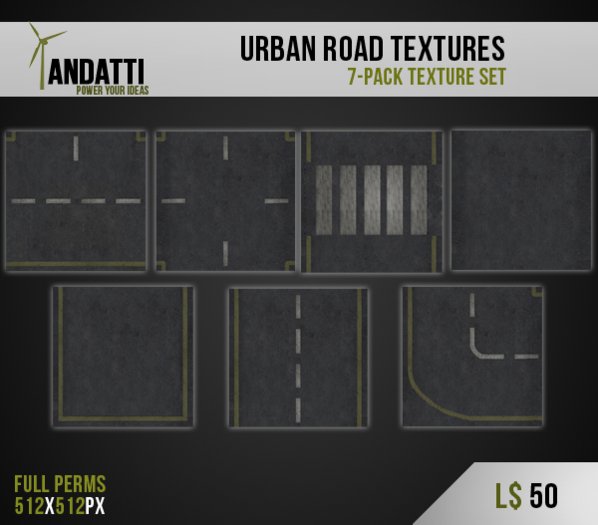 ANDATTI
POWER YOUR IDEAS
URBAN ROAD TEXTURES
7-PACK TEXTURE SET
FULL PERMS
512X512PX
L$ 50